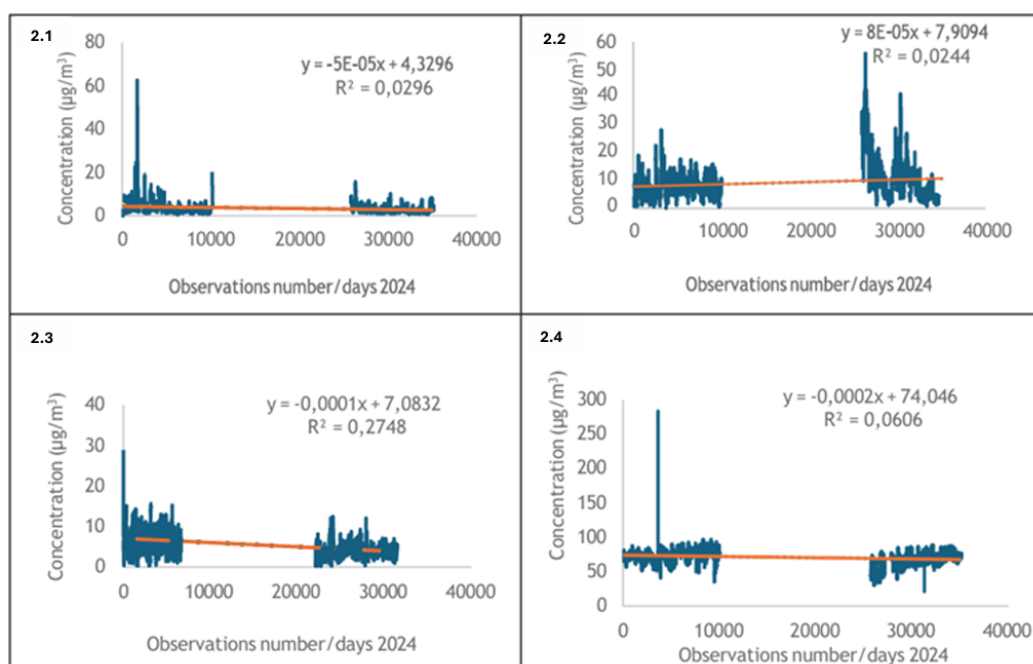 2.1
y = -5E-05x + 4,3296
R² = 0,0296
Concentration (µg/m³)
80
60
40
20
0
0 10000 20000 30000 40000
Observations number/days 2024
2.2
y = 8E-05x + 7,9094
R² = 0,0244
Concentration (µg/m³)
60
50
40
30
20
10
0
0 10000 20000 30000 40000
Observations number/days 2024
2.3
y = -0,0001x + 7,0832
R² = 0,2748
Concentration (µg/m³)
40
30
20
10
0
0 10000 20000 30000 40000
Observations number/days 2024
2.4
y = -0,0002x + 74,046
R² = 0,0606
Concentration (µg/m³)
300
250
200
150
100
50
0
0 10000 20000 30000 40000
Observations number/days 2024